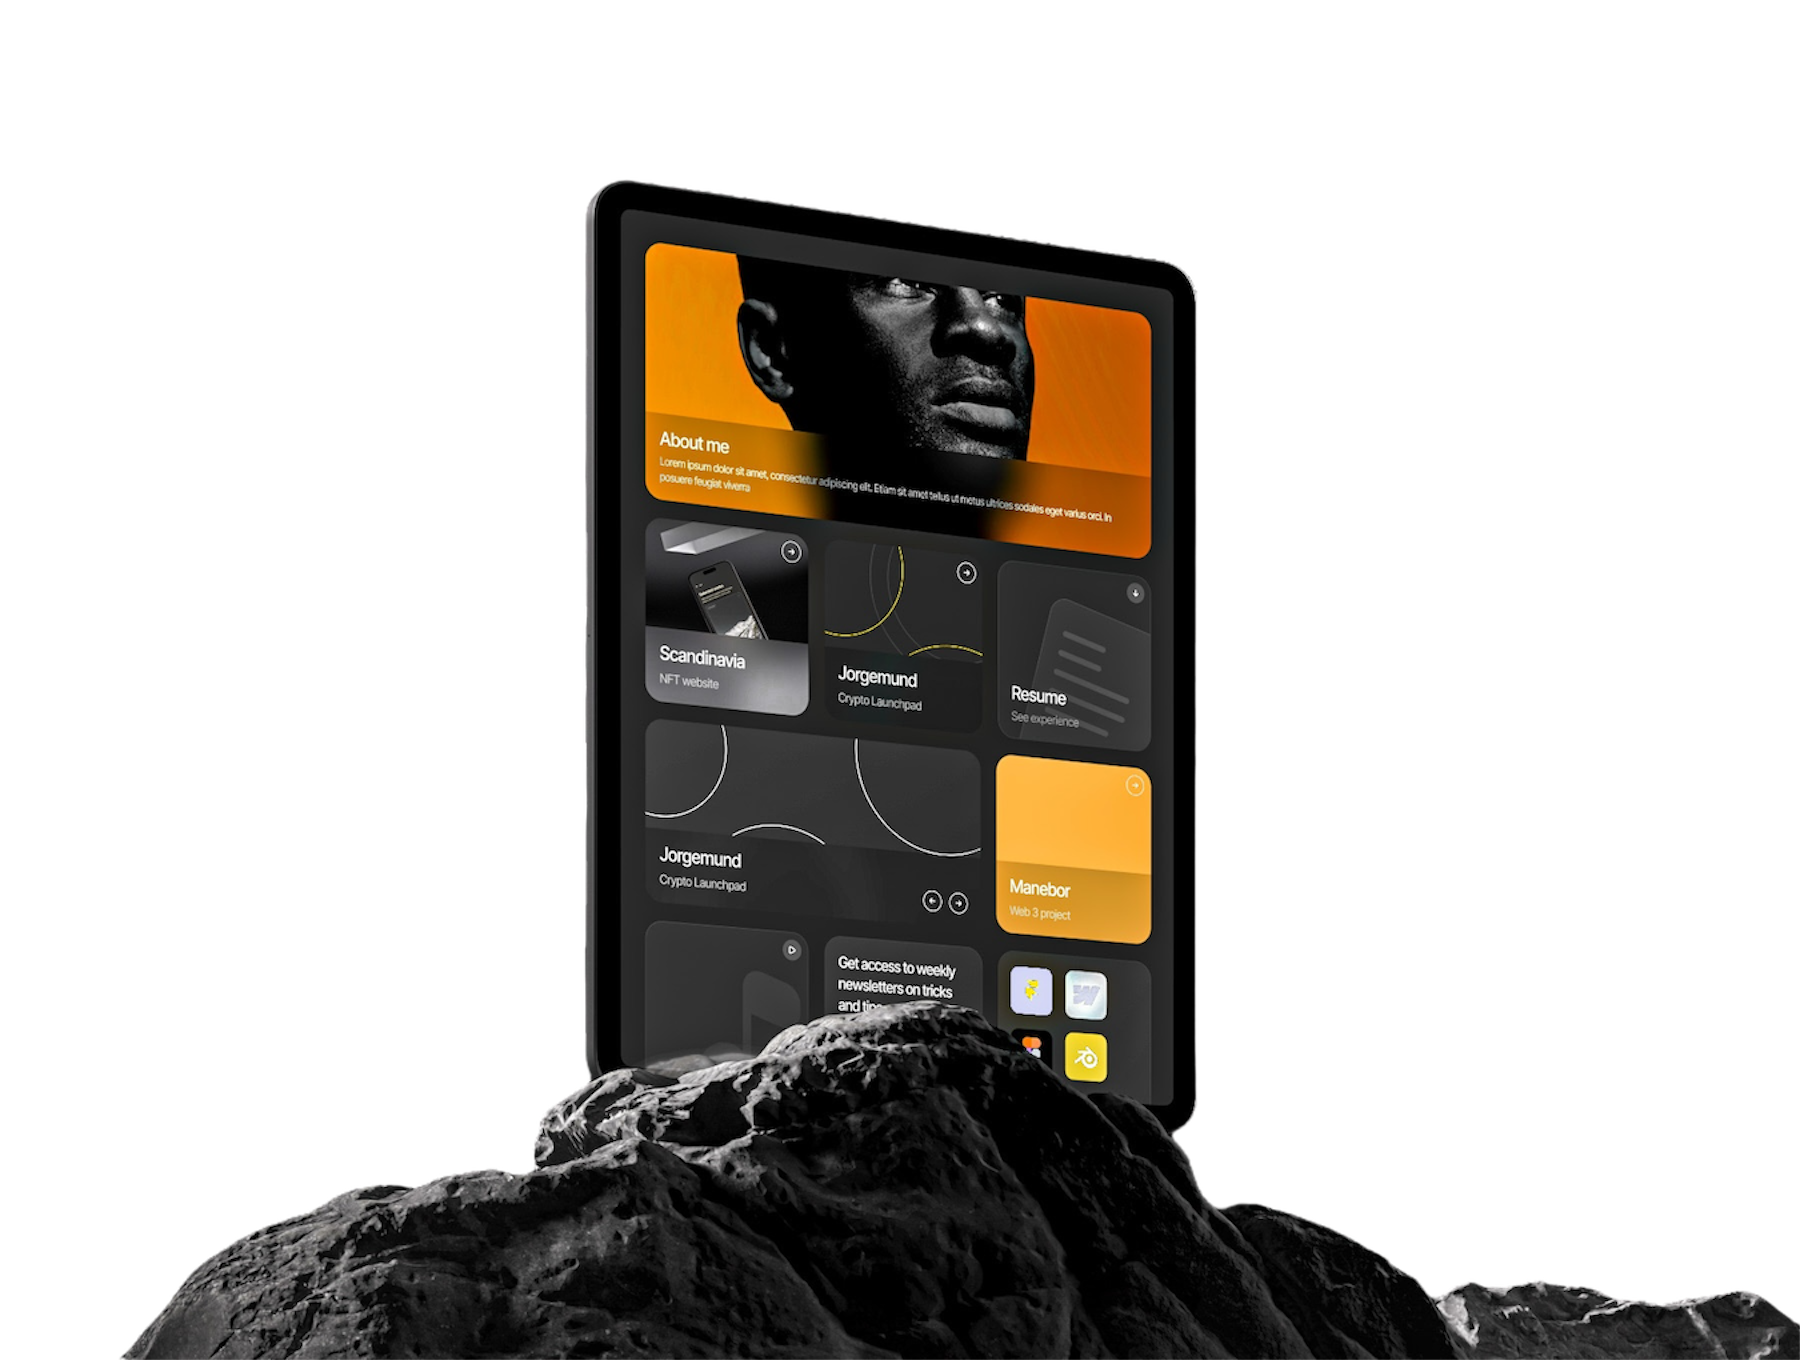 About me
Lorem ipsum dolor sit amet, consectetur adipiscing elit. Etiam sit amet tellus ut metus ultrices sodales eget varius orci. In
posuere feugiat viverra
Scandinavia
NFT website
Jorgemund
Crypto Launchpad
Resume
See experience
Jorgemund
Crypto Launchpad
Manebor
Web 3 project
Get access to weekly
newsletters on tricks
and tips